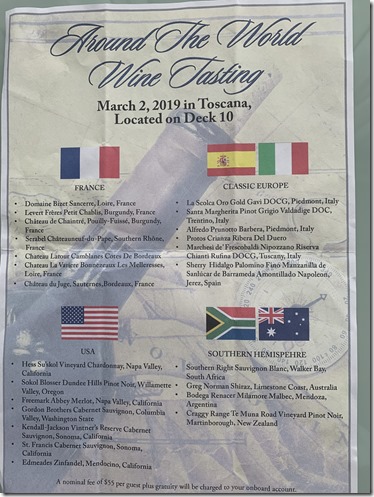 Around The World
Wine Tasting
March 2, 2019 in Toscana,
Located on Deck 10
FRANCE
• Domaine Bizet Sancerre, Loire, France
• Levert Frères Petit Chablis, Burgundy, France
• Château de Chaintré, Pouilly-Fuissé, Burgundy,
France
• Serabel Châteauneuf-du-Pape, Southern Rhône,
France
• Chateau Latour Camblanes Cotes De Bordeaux
• Chateau La Variere Bonnezeaux Les Melleresses,
Loire, France
• Château du Juge, Sauternes, Bordeaux, France
CLASSIC EUROPE
• La Scolca Oro Gold Gavi DOCG, Piedmont, Italy
• Santa Margherita Pinot Grigio Valdadige DOC,
Trentino, Italy
• Alfredo Prunotto Barbera, Piedmont, Italy
• Protos Crianza Ribera Del Duero
• Marchesi de' Frescobaldi Nipozzano Riserva
Chianti Rufina DOCG, Tuscany, Italy
• Sherry Hidalgo Palomino Fino Manzanilla de
Sanlúcar de Barrameda Amontillado Napoleon,
Jerez, Spain
USA
• Hess Su'skol Vineyard Chardonnay, Napa Valley,
California
• Sokol Blosser Dundee Hills Pinot Noir, Willamette
Valley, Oregon
• Freemark Abbey Merlot, Napa Valley, California
• Gordon Brothers Cabernet Sauvignon, Columbia
Valley, Washington State
• Kendall-Jackson Vintner's Reserve Cabernet
Sauvignon, Sonoma, California
• St. Francis Cabernet Sauvignon, Sonoma,
California
• Edmeades Zinfandel, Mendocino, California
SOUTHERN HEMISPEHRE
• Southern Right Sauvignon Blanc, Walker Bay,
South Africa
• Greg Norman Shiraz, Limestone Coast, Australia
• Bodega Renacer Milamore Malbec, Mendoza,
Argentina
• Craggy Range Te Muna Road Vineyard Pinot Noir,
Martinborough, New Zealand
A nominal fee of $55 per guest plus gratuity will be charged to your onboard account.